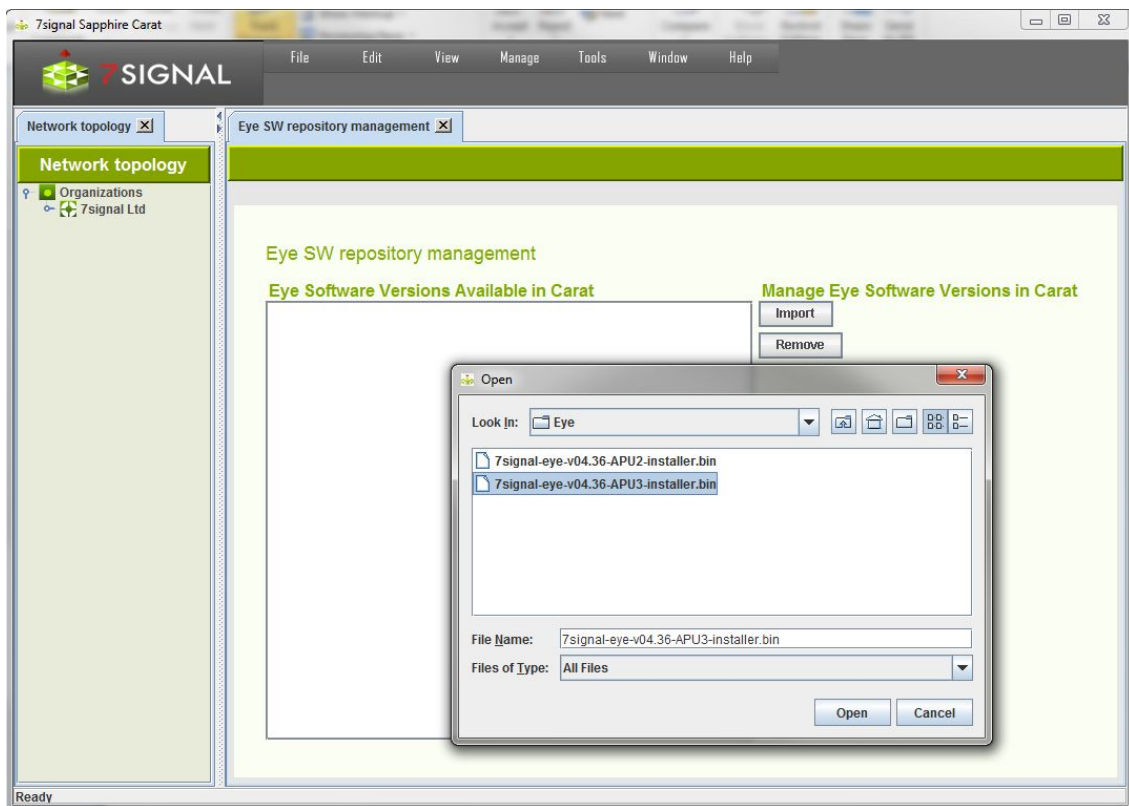 7signal Sapphire Carat
7SIGNAL
File Edit View Manage Tools Window Help
Network topology
Eye SW repository management
Network topology
Organizations
7signal Ltd
Eye SW repository management
Eye Software Versions Available in Carat
Manage Eye Software Versions in Carat
Import
Remove
Open
Look In: Eye
7signal-eye-v04.36-APU2-installer.bin
7signal-eye-v04.36-APU3-installer.bin
File Name: 7signal-eye-v04.36-APU3-installer.bin
Files of Type: All Files
Open Cancel
Ready